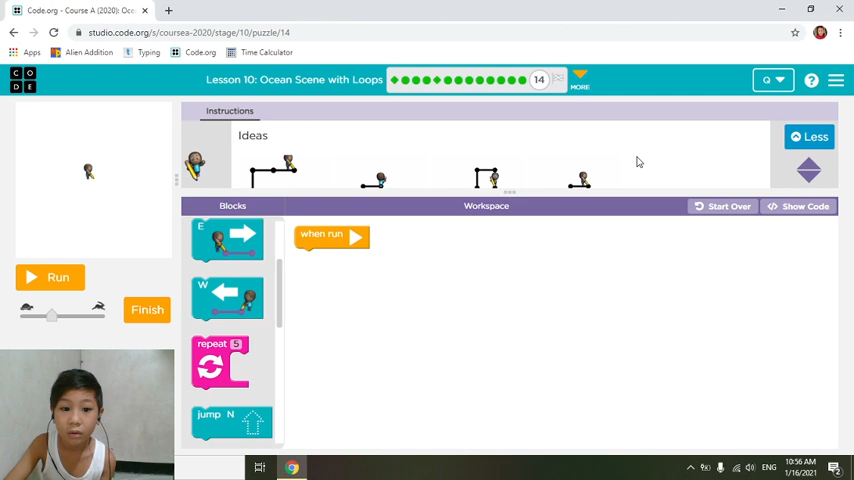 Code.org - Course A (2020): Oce
studio.code.org/s/coursea-2020/stage/10/puzzle/14
Apps Alien Addition t Typing Code.org Time Calculator
C O D E
Lesson 10: Ocean Scene with Loops 14 MORE Q ?
Instructions
Ideas
Less
Blocks Workspace Start Over Show Code
E
when run
W
Run
Finish
repeat 5
jump N
ENG
10:56 AM
1/16/2021
2